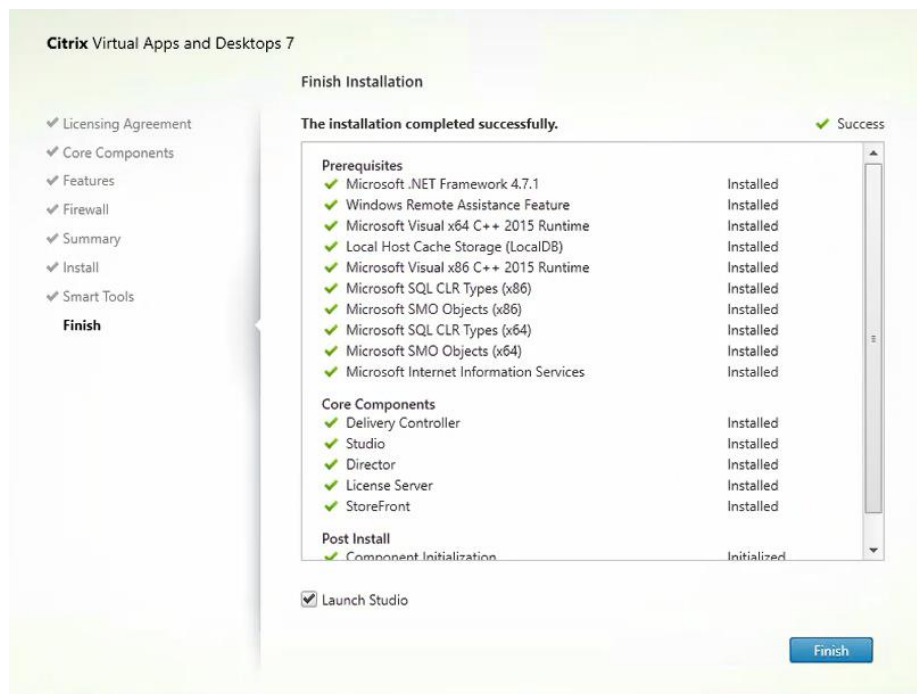 Citrix Virtual Apps and Desktops 7
Finish Installation
Licensing Agreement
Core Components
Features
Firewall
Summary
Install
Smart Tools
Finish
The installation completed successfully. Success
Prerequisites
Microsoft .NET Framework 4.7.1 Installed
Windows Remote Assistance Feature Installed
Microsoft Visual x64 C++ 2015 Runtime Installed
Local Host Cache Storage (LocalDB) Installed
Microsoft Visual x86 C++ 2015 Runtime Installed
Microsoft SQL CLR Types (x86) Installed
Microsoft SMO Objects (x86) Installed
Microsoft SQL CLR Types (x64) Installed
Microsoft SMO Objects (x64) Installed
Microsoft Internet Information Services Installed
Core Components
Delivery Controller Installed
Studio Installed
Director Installed
License Server Installed
StoreFront Installed
Post Install
Component Initialization Initialized
Launch Studio
Finish